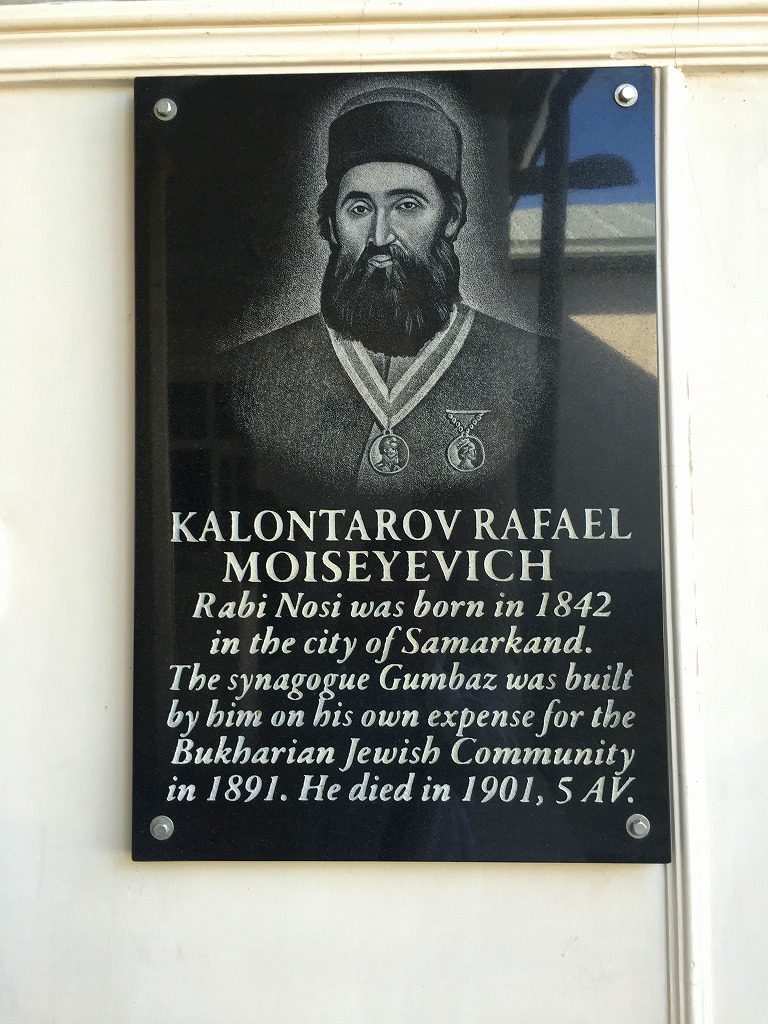 KALONTAROV RAFAEL
MOISEYEVICH
Rabi Nosi was born in 1842
in the city of Samarkand.
The synagogue Gumbaz was built
by him on his own expense for the
Bukharian Jewish Community
in 1891. He died in 1901, 5 AV.